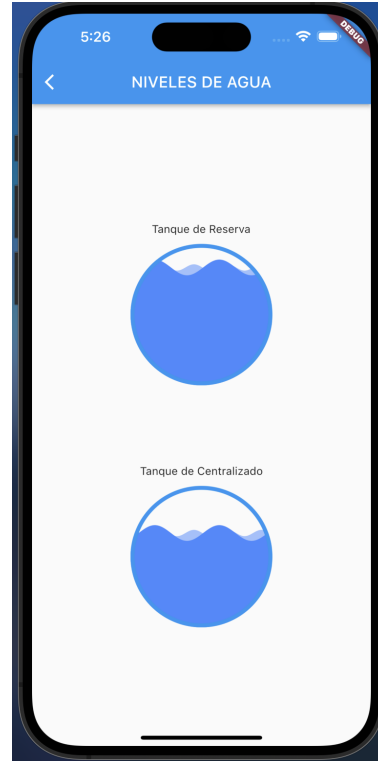 5:26
DEBUG
NIVELES DE AGUA
Tanque de Reserva
Tanque de Centralizado